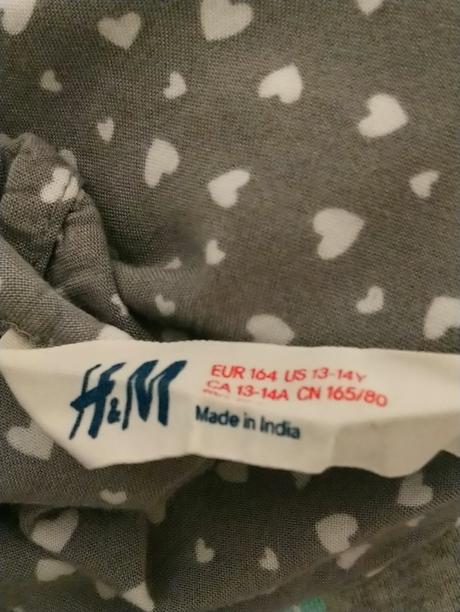 H&M
EUR 164 US 13-14Y
CA 13-14A CN 165/80
Made in India